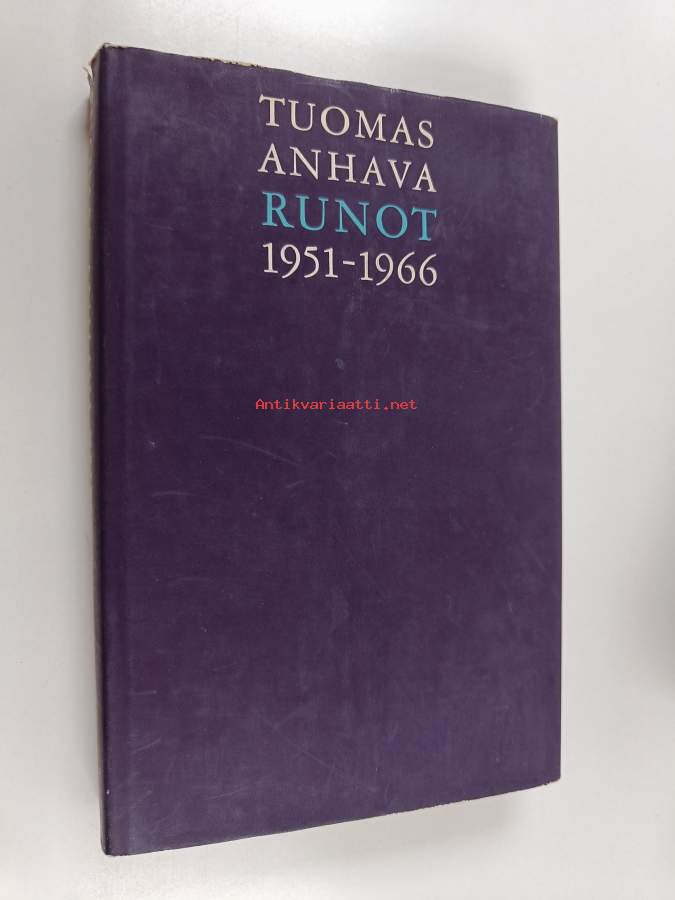 TUOMAS
ANHAVA
RUNOT
1951-1966
Antikvariaatti.net